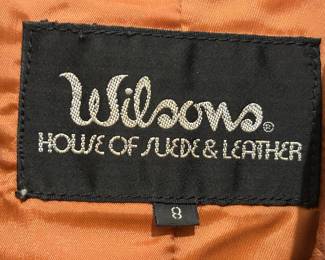 Wilsons®
HOUSE OF SUEDE & LEATHER
8